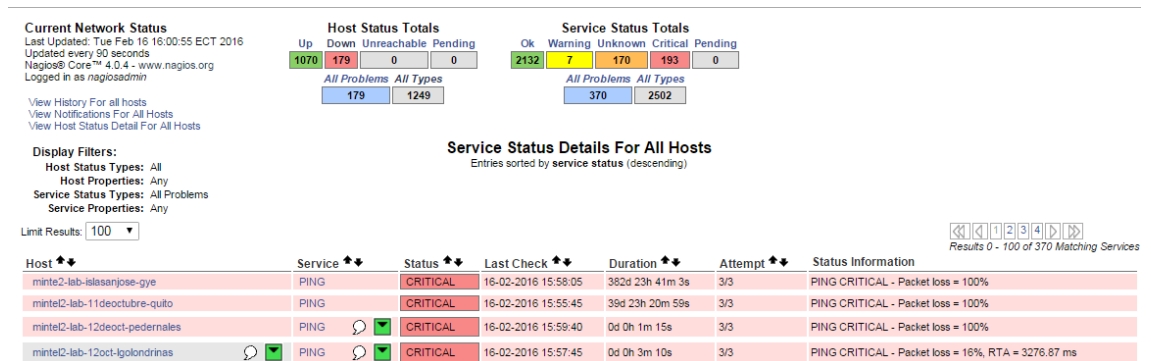 Current Network Status
Last Updated: Tue Feb 16 16:00:55 ECT 2016
Updated every 90 seconds
Nagios® Core™ 4.0.4 - www.nagios.org
Logged in as nagiosadmin
View History For all hosts
View Notifications For All Hosts
View Host Status Detail For All Hosts
Host Status Totals
Up Down Unreachable Pending
1070 179 0 0
All Problems All Types
179 1249
Service Status Totals
Ok Warning Unknown Critical Pending
2132 7 170 193 0
All Problems All Types
370 2502
Display Filters:
Host Status Types: All
Host Properties: Any
Service Status Types: All Problems
Service Properties: Any
Service Status Details For All Hosts
Entries sorted by service status (descending)
Limit Results: 100
1 2 3 4
Results 0 - 100 of 370 Matching Services
Host Service Status Last Check Duration Attempt Status Information
minte2-lab-islasanjose-gye PING CRITICAL 16-02-2016 15:58:05 382d 23h 41m 3s 3/3 PING CRITICAL - Packet loss = 100%
mintel2-lab-11deoctubre-quito PING CRITICAL 16-02-2016 15:55:45 39d 23h 20m 59s 3/3 PING CRITICAL - Packet loss = 100%
mintel2-lab-12deoct-pedernales PING CRITICAL 16-02-2016 15:59:40 0d 0h 1m 15s 3/3 PING CRITICAL - Packet loss = 100%
mintel2-lab-12oct-lgolondrinas PING CRITICAL 16-02-2016 15:57:45 0d 0h 3m 10s 3/3 PING CRITICAL - Packet loss = 16%, RTA = 3276.87 ms